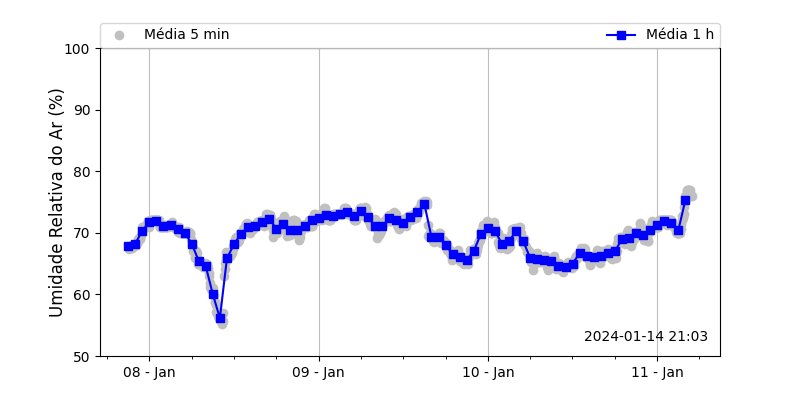 Média 5 min
Média 1 h
Umidade Relativa do Ar (%)
100
90
80
70
60
50
2024-01-14 21:03
08 - Jan
09 - Jan
10 - Jan
11 - Jan